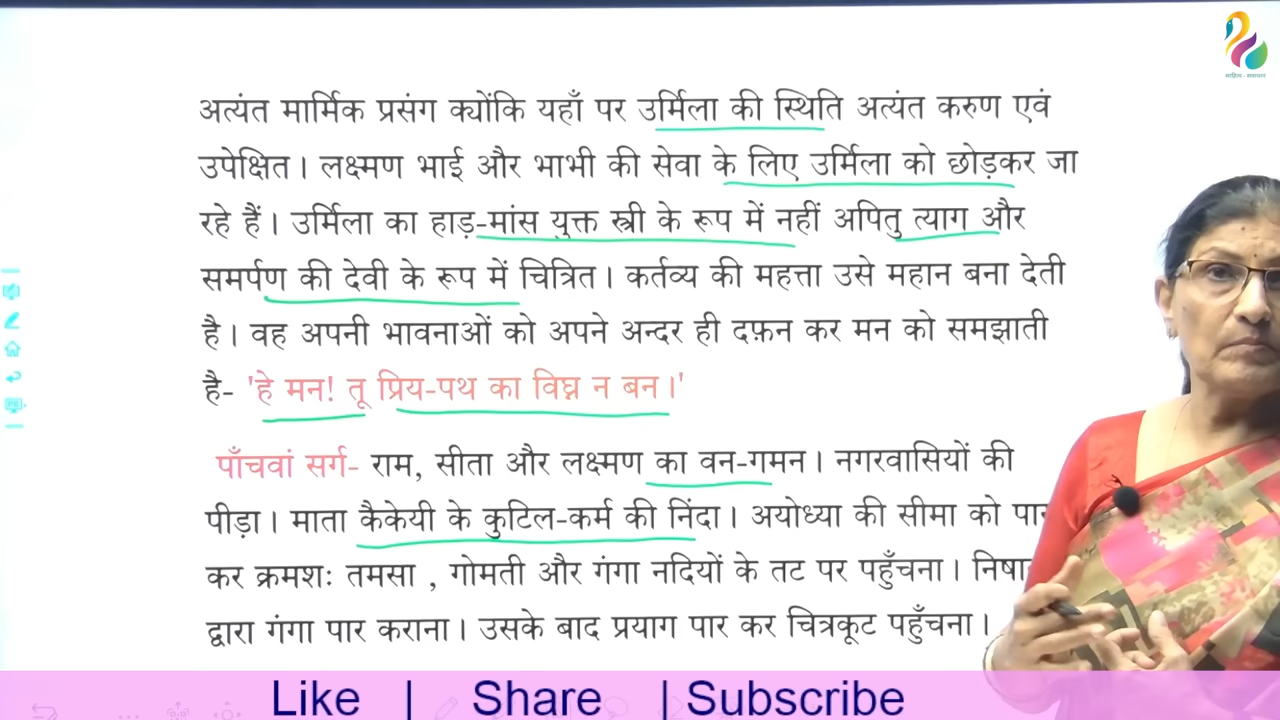 अत्यंत मार्मिक प्रसंग क्योंकि यहाँ पर उर्मिला की स्थिति अत्यंत करुण एवं
उपेक्षित। लक्ष्मण भाई और भाभी की सेवा के लिए उर्मिला को छोड़कर जा
रहे हैं। उर्मिला का हाड़-मांस युक्त स्त्री के रूप में नहीं अपितु त्याग और
समर्पण की देवी के रूप में चित्रित। कर्तव्य की महत्ता उसे महान बना देती
है। वह अपनी भावनाओं को अपने अन्दर ही दफ़न कर मन को समझाती
है- 'हे मन! तू प्रिय-पथ का विघ्न न बन।'
पाँचवां सर्ग- राम, सीता और लक्ष्मण का वन-गमन। नगरवासियों की
पीड़ा। माता कैकेयी के कुटिल-कर्म की निंदा। अयोध्या की सीमा को
कर क्रमशः तमसा , गोमती और गंगा नदियों के तट पर पहुँचना।
द्वारा गंगा पार कराना। उसके बाद प्रयाग पार कर चित्रकूट पहुँचना।
Like | Share | Subscribe